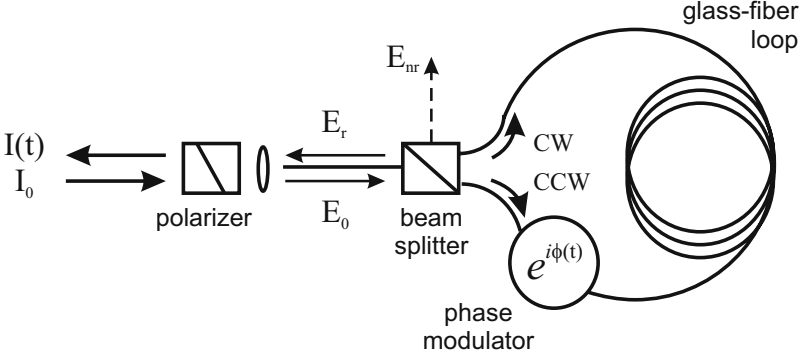 glass-fiber
loop
E_nr
E_r
CW
I(t)
I_0
CCW
polarizer
E_0
beam
splitter
e^{iϕ(t)}
phase
modulator